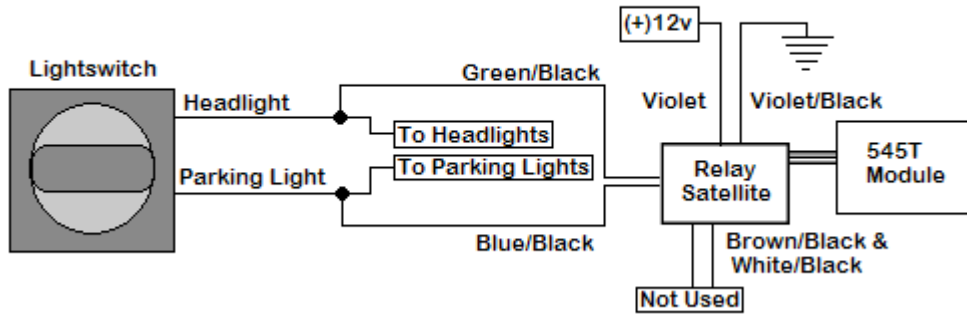 (+)12v
Lightswitch
Green/Black
Headlight
Violet
Violet/Black
To Headlights
To Parking Lights
Parking Light
Relay
Satellite
545T
Module
Blue/Black
Brown/Black &
White/Black
Not Used